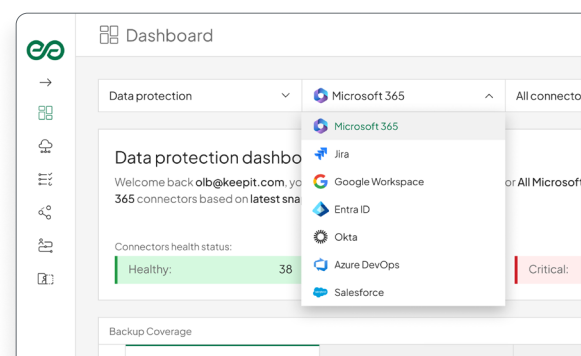 Dashboard
Data protection
Microsoft 365
All connecto
Microsoft 365
Jira
Google Workspace
Entra ID
Okta
Azure DevOps
Salesforce
Data protection dashbo
Welcome back olb@keepit.com, yo
or All Microsoft
365 connectors based on latest sna
Connectors health status:
Healthy: 38
Critical:
Backup Coverage